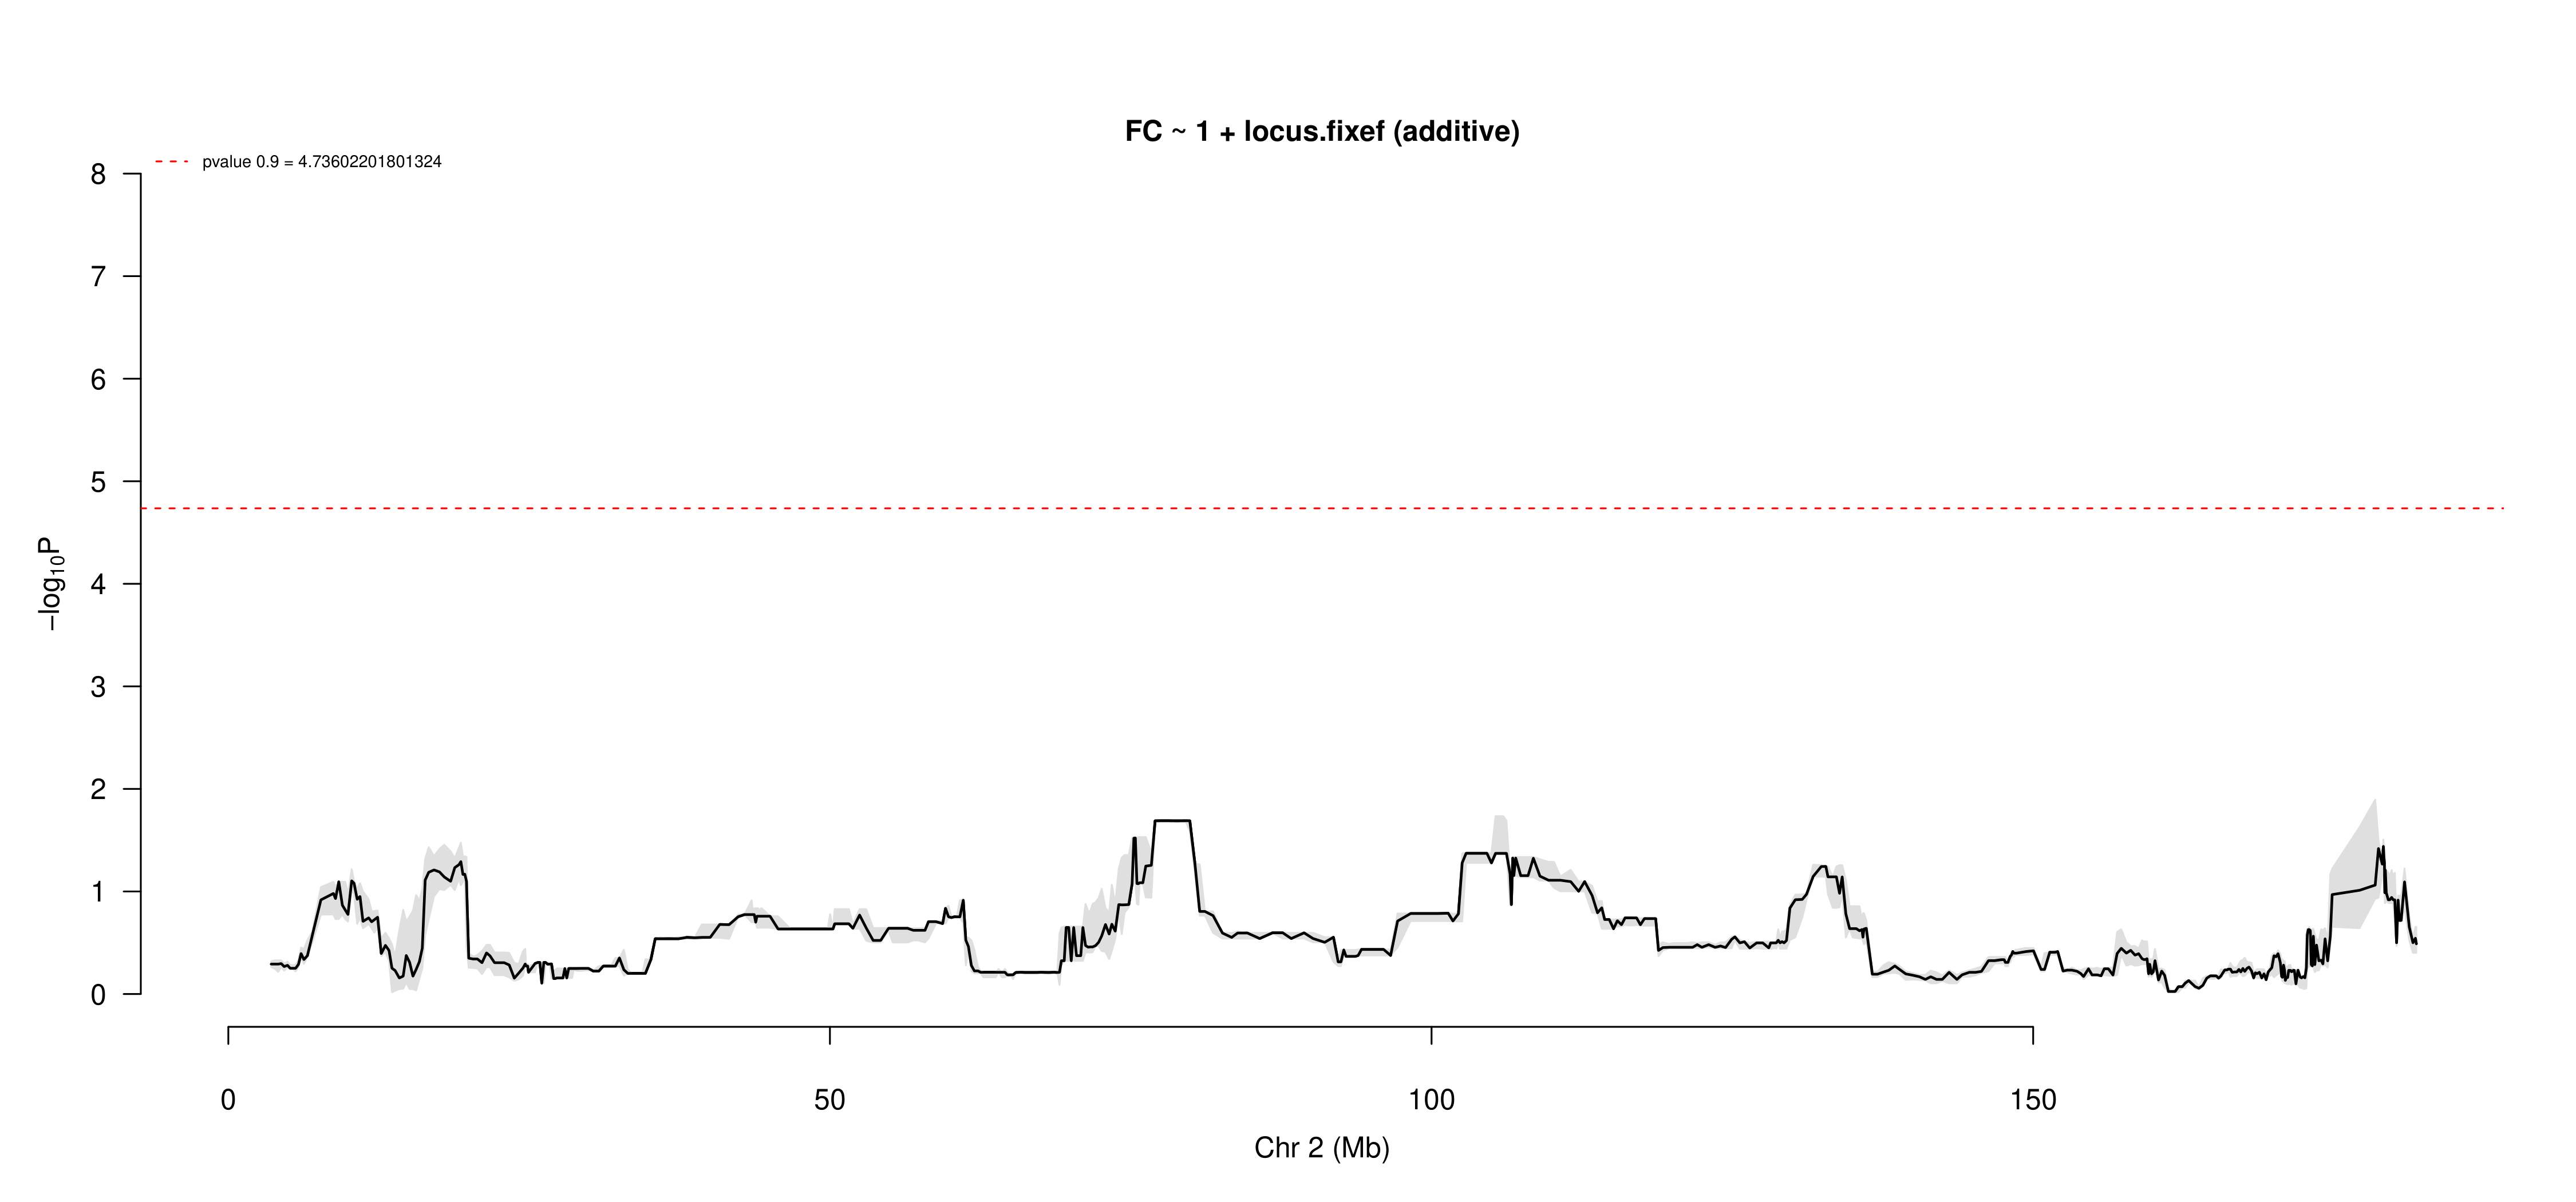 FC ~ 1 + locus.fixef (additive)
pvalue 0.9 = 4.73602201801324
8
7
6
5
4
3
2
1
0
−log10P
0 50 100 150
Chr 2 (Mb)